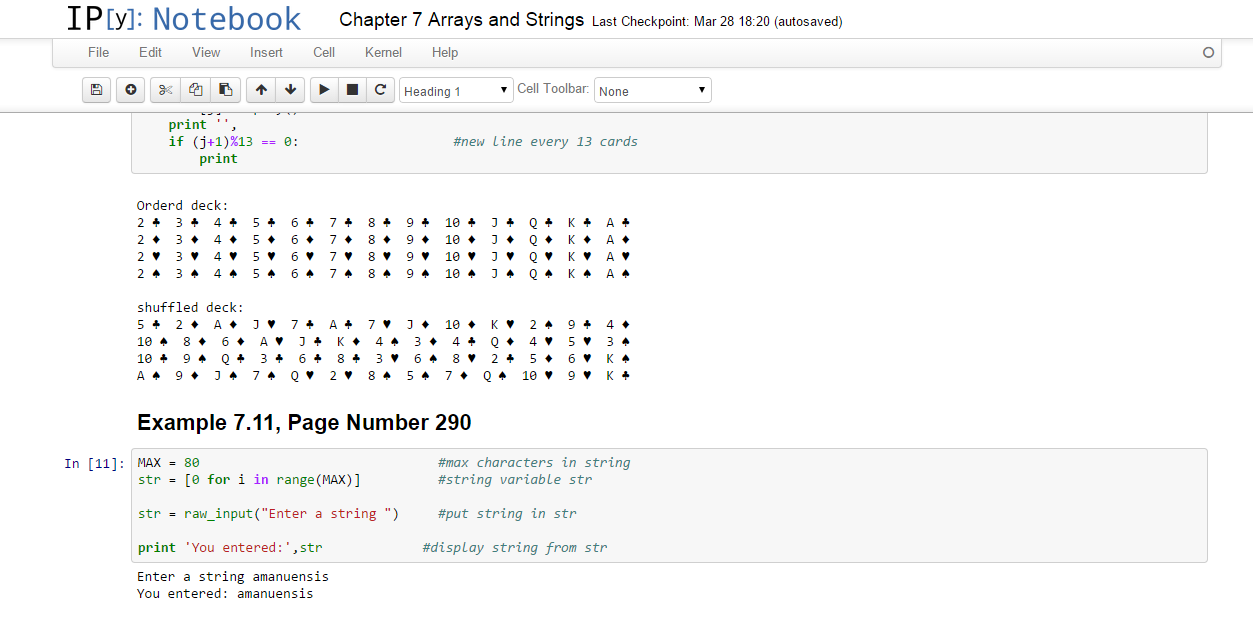 IP[y]: Notebook Chapter 7 Arrays and Strings Last Checkpoint: Mar 28 18:20 (autosaved)
File Edit View Insert Cell Kernel Help
Heading 1 Cell Toolbar: None
print '',
if (j+1)%13 == 0: #new line every 13 cards
print
Orderd deck:
2 ♣ 3 ♣ 4 ♣ 5 ♣ 6 ♣ 7 ♣ 8 ♣ 9 ♣ 10 ♣ J ♣ Q ♣ K ♣ A ♣
2 ♦ 3 ♦ 4 ♦ 5 ♦ 6 ♦ 7 ♦ 8 ♦ 9 ♦ 10 ♦ J ♦ Q ♦ K ♦ A ♦
2 ♥ 3 ♥ 4 ♥ 5 ♥ 6 ♥ 7 ♥ 8 ♥ 9 ♥ 10 ♥ J ♥ Q ♥ K ♥ A ♥
2 ♠ 3 ♠ 4 ♠ 5 ♠ 6 ♠ 7 ♠ 8 ♠ 9 ♠ 10 ♠ J ♠ Q ♠ K ♠ A ♠
shuffled deck:
5 ♣ 2 ♦ A ♦ J ♥ 7 ♣ A ♣ 7 ♥ J ♦ 10 ♦ K ♥ 2 ♠ 9 ♣ 4 ♦
10 ♠ 8 ♦ 6 ♦ A ♥ J ♣ K ♦ 4 ♠ 3 ♦ 4 ♣ Q ♦ 4 ♥ 5 ♥ 3 ♠
10 ♣ 9 ♠ Q ♣ 3 ♣ 6 ♣ 8 ♣ 3 ♥ 6 ♠ 8 ♥ 2 ♣ 5 ♦ 6 ♥ K ♠
A ♠ 9 ♦ J ♠ 7 ♠ Q ♥ 2 ♥ 8 ♠ 5 ♠ 7 ♦ Q ♠ 10 ♥ 9 ♥ K ♣
Example 7.11, Page Number 290
In [11]: MAX = 80 #max characters in string
str = [0 for i in range(MAX)] #string variable str
str = raw_input("Enter a string ") #put string in str
print 'You entered:',str #display string from str
Enter a string amanuensis
You entered: amanuensis